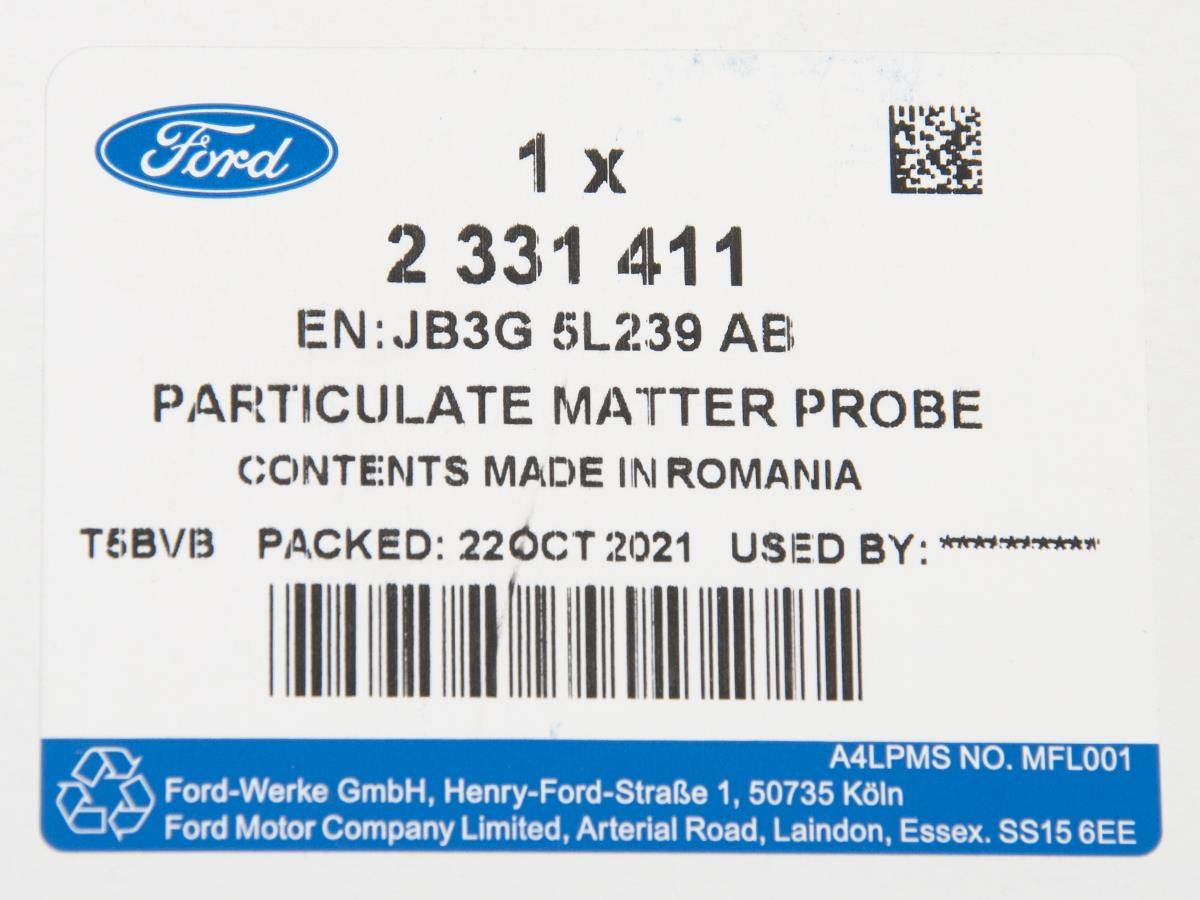 Ford
1 x
2 331 411
EN:JB3G 5L239 AB
PARTICULATE MATTER PROBE
CONTENTS MADE IN ROMANIA
T5BVB PACKED: 22OCT 2021 USED BY: **********
A4LPMS NO. MFL001
Ford-Werke GmbH, Henry-Ford-Straße 1, 50735 Köln
Ford Motor Company Limited, Arterial Road, Laindon, Essex. SS15 6EE